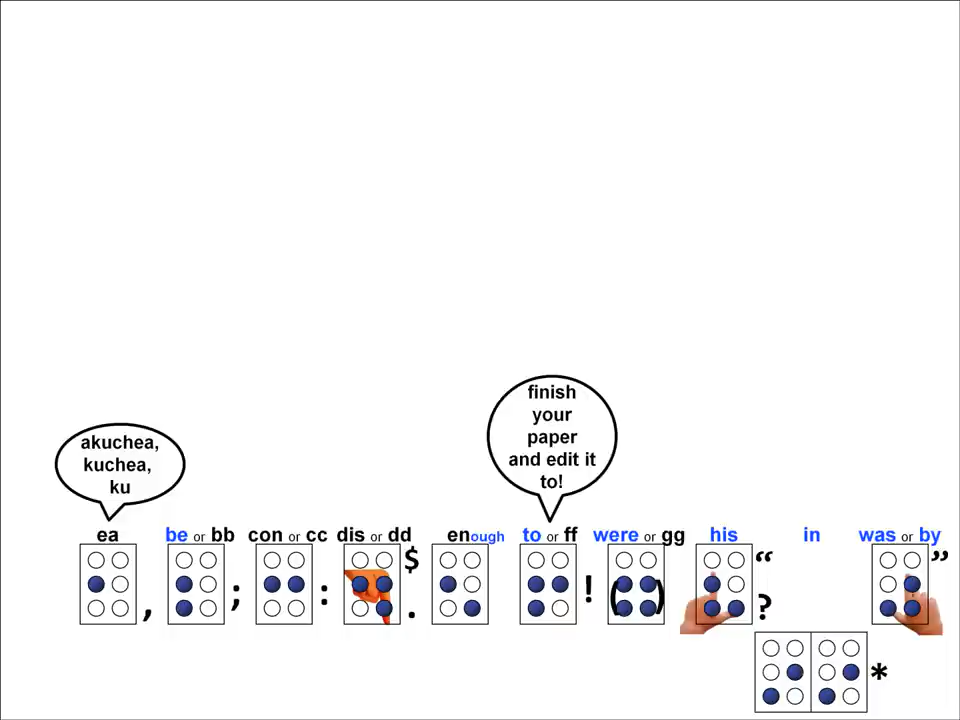 akuchea,
kuchea,
ku
finish
your
paper
and edit it
to!
ea be or bb con or cc dis or dd enough to or ff were or gg his in was or by
, ; : $ . ! ( ) “ ? ”
*